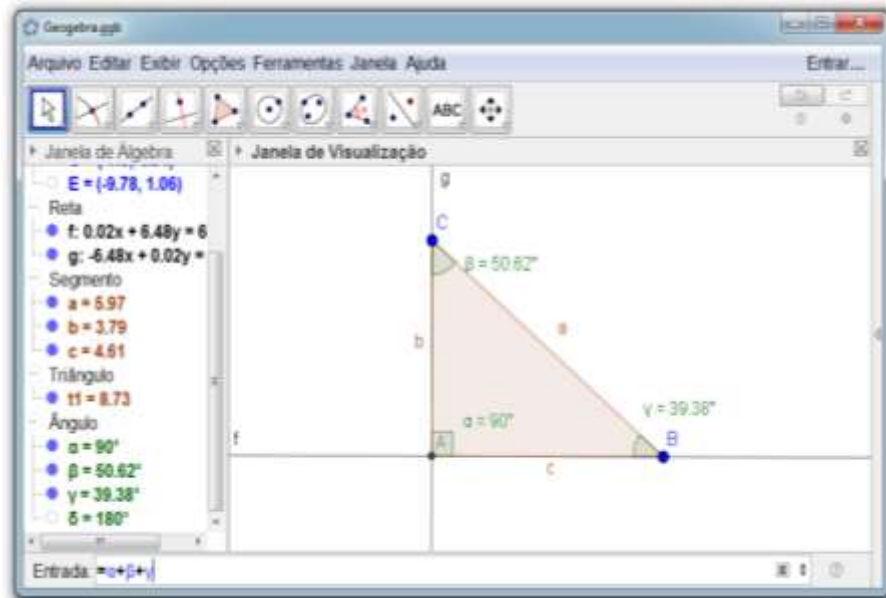 Geogebra.ggb
Arquivo Editar Exibir Opções Ferramentas Janela Ajuda
Entrar...
ABC
Janela de Álgebra
Janela de Visualização
E = (-9.78, 1.06)
Reta
f: 0.02x + 6.48y = 6
g: -6.48x + 0.02y =
Segmento
a = 5.97
b = 3.79
c = 4.61
Triângulo
t1 = 8.73
Ângulo
α = 90°
β = 50.62°
γ = 39.38°
δ = 180°
g
C
β = 50.62°
b
a
α = 90°
γ = 39.38°
f
A
B
c
Entrada: =α+β+γ